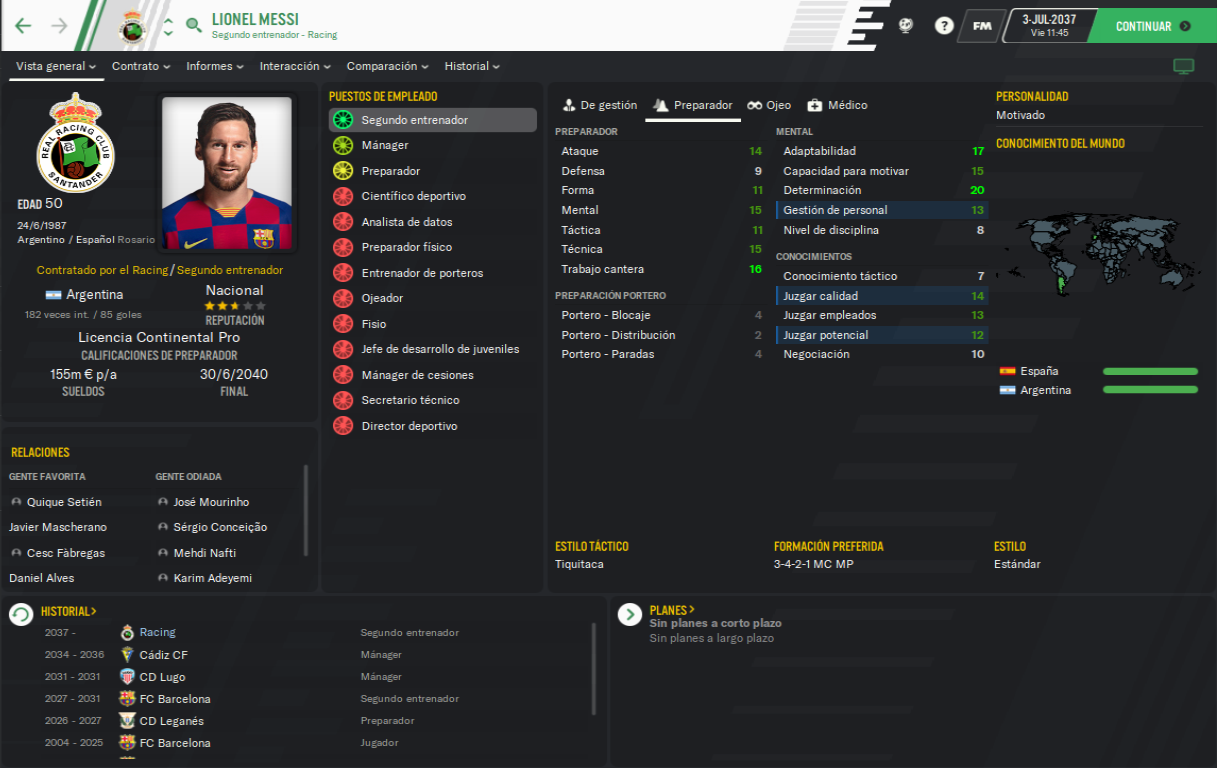 LIONEL MESSI
Segundo entrenador - Racing
FM
3-JUL-2037
Vie 11:45
CONTINUAR
Vista general
Contrato
Informes
Interacción
Comparación
Historial
REAL RACING CLUB
SANTANDER
EDAD 50
24/6/1987
Argentino / Español Rosario
Contratado por el Racing/Segundo entrenador
Argentina
182 veces int. / 85 goles
Nacional
REPUTACIÓN
Licencia Continental Pro
CALIFICACIONES DE PREPARADOR
155m € p/a
SUELDOS
30/6/2040
FINAL
RELACIONES
GENTE FAVORITA
Quique Setién
Javier Mascherano
Cesc Fàbregas
Daniel Alves
GENTE ODIADA
José Mourinho
Sérgio Conceição
Mehdi Nafti
Karim Adeyemi
PUESTOS DE EMPLEADO
Segundo entrenador
Mánager
Preparador
Científico deportivo
Analista de datos
Preparador físico
Entrenador de porteros
Ojeador
Fisio
Jefe de desarrollo de juveniles
Mánager de cesiones
Secretario técnico
Director deportivo
De gestión
Preparador
Ojeo
Médico
PREPARADOR
Ataque 14
Defensa 9
Forma 11
Mental 15
Táctica 11
Técnica 15
Trabajo cantera 16
PREPARACIÓN PORTERO
Portero - Blocaje 4
Portero - Distribución 2
Portero - Paradas 4
MENTAL
Adaptabilidad 17
Capacidad para motivar 15
Determinación 20
Gestión de personal 13
Nivel de disciplina 8
CONOCIMIENTOS
Conocimiento táctico 7
Juzgar calidad 14
Juzgar empleados 13
Juzgar potencial 12
Negociación 10
PERSONALIDAD
Motivado
CONOCIMIENTO DEL MUNDO
España
Argentina
ESTILO TÁCTICO
Tiquitaca
FORMACIÓN PREFERIDA
3-4-2-1 MC MP
ESTILO
Estándar
HISTORIAL>
2037 - Racing Segundo entrenador
2034 - 2036 Cádiz CF Mánager
2031 - 2031 CD Lugo Mánager
2027 - 2031 FC Barcelona Segundo entrenador
2026 - 2027 CD Leganés Preparador
2004 - 2025 FC Barcelona Jugador
PLANES>
Sin planes a corto plazo
Sin planes a largo plazo